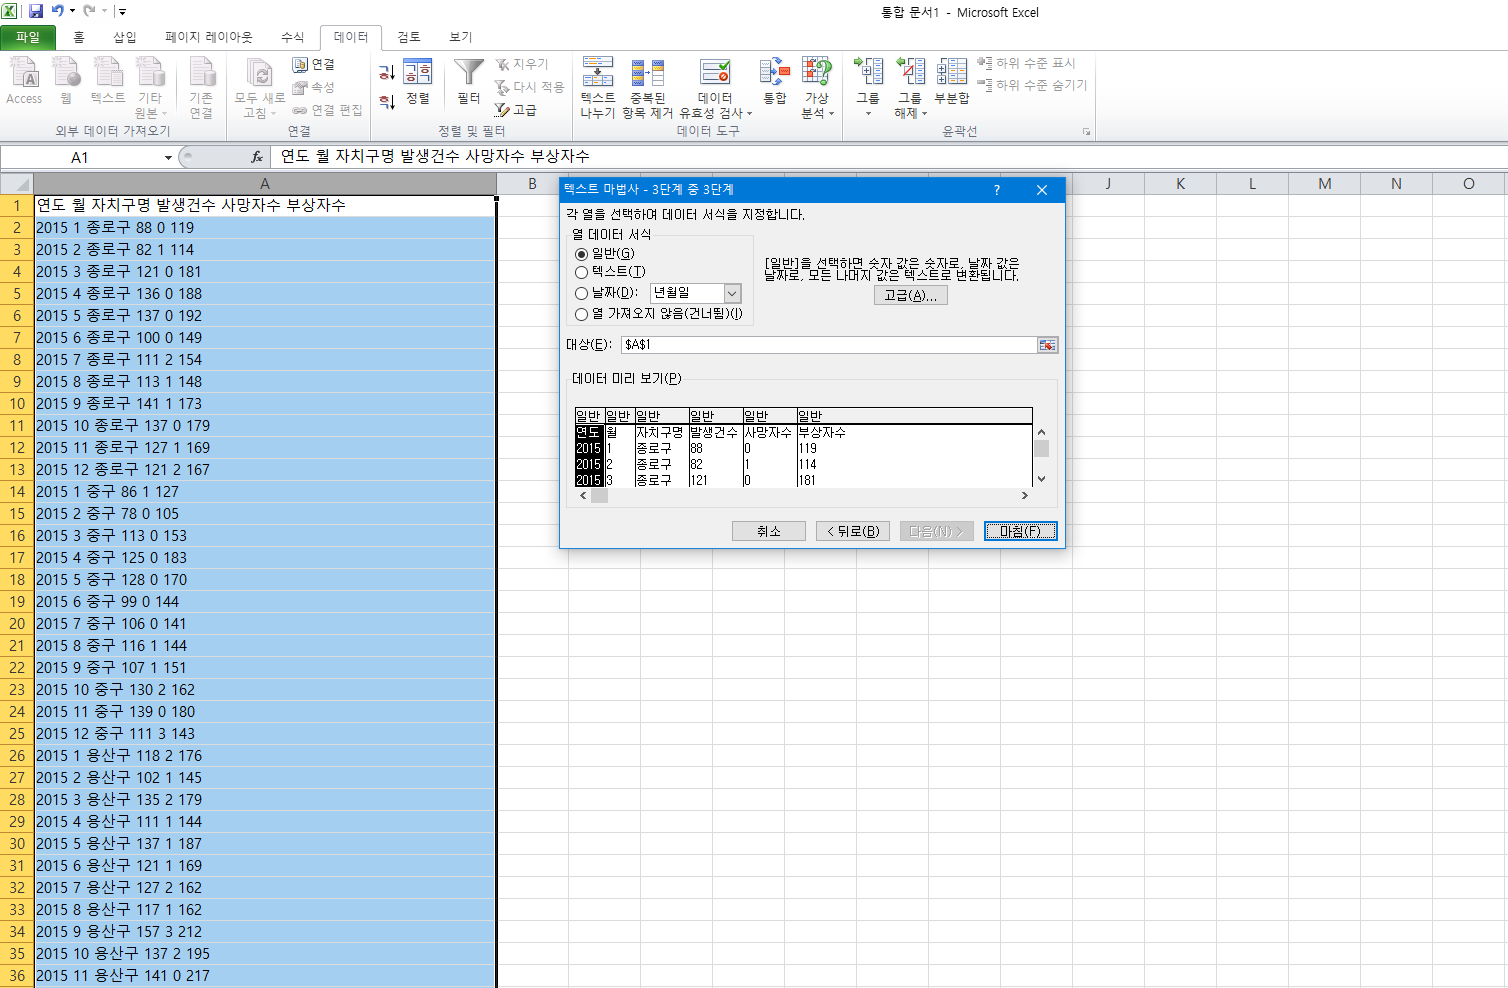 통합 문서1 - Microsoft Excel
파일 홈 삽입 페이지 레이아웃 수식 데이터 검토 보기
Access 웹 텍스트 기타 원본 기존 연결
외부 데이터 가져오기
모두 새로 고침 연결 속성 연결 편집
연결
정렬 필터 지우기 다시 적용 고급
정렬 및 필터
텍스트 나누기 중복된 항목 제거 데이터 유효성 검사 통합 가상 분석
데이터 도구
그룹 그룹 해제 부분합 하위 수준 표시 하위 수준 숨기기
윤곽선
A1 fx 연도 월 자치구명 발생건수 사망자수 부상자수
A B J K L M N O
1 연도 월 자치구명 발생건수 사망자수 부상자수
2 2015 1 종로구 88 0 119
3 2015 2 종로구 82 1 114
4 2015 3 종로구 121 0 181
5 2015 4 종로구 136 0 188
6 2015 5 종로구 137 0 192
7 2015 6 종로구 100 0 149
8 2015 7 종로구 111 2 154
9 2015 8 종로구 113 1 148
10 2015 9 종로구 141 1 173
11 2015 10 종로구 137 0 179
12 2015 11 종로구 127 1 169
13 2015 12 종로구 121 2 167
14 2015 1 중구 86 1 127
15 2015 2 중구 78 0 105
16 2015 3 중구 113 0 153
17 2015 4 중구 125 0 183
18 2015 5 중구 128 0 170
19 2015 6 중구 99 0 144
20 2015 7 중구 106 0 141
21 2015 8 중구 116 1 144
22 2015 9 중구 107 1 151
23 2015 10 중구 130 2 162
24 2015 11 중구 139 0 180
25 2015 12 중구 111 3 143
26 2015 1 용산구 118 2 176
27 2015 2 용산구 102 1 145
28 2015 3 용산구 135 2 179
29 2015 4 용산구 111 1 144
30 2015 5 용산구 137 1 187
31 2015 6 용산구 121 1 169
32 2015 7 용산구 127 2 162
33 2015 8 용산구 117 1 162
34 2015 9 용산구 157 3 212
35 2015 10 용산구 137 2 195
36 2015 11 용산구 141 0 217
텍스트 마법사 - 3단계 중 3단계 ?
각 열을 선택하여 데이터 서식을 지정합니다.
열 데이터 서식
일반(G)
텍스트(T)
날짜(D): 년월일
열 가져오지 않음(건너뜀)(I)
[일반]을 선택하면 숫자 값은 숫자로, 날짜 값은
날짜로, 모든 나머지 값은 텍스트로 변환됩니다.
고급(A)...
대상(E): $A$1
데이터 미리 보기(P)
일반 일반 일반 일반 일반 일반
연도 월 자치구명 발생건수 사망자수 부상자수
2015 1 종로구 88 0 119
2015 2 종로구 82 1 114
2015 3 종로구 121 0 181
취소 < 뒤로(B) 다음(N) > 마침(F)